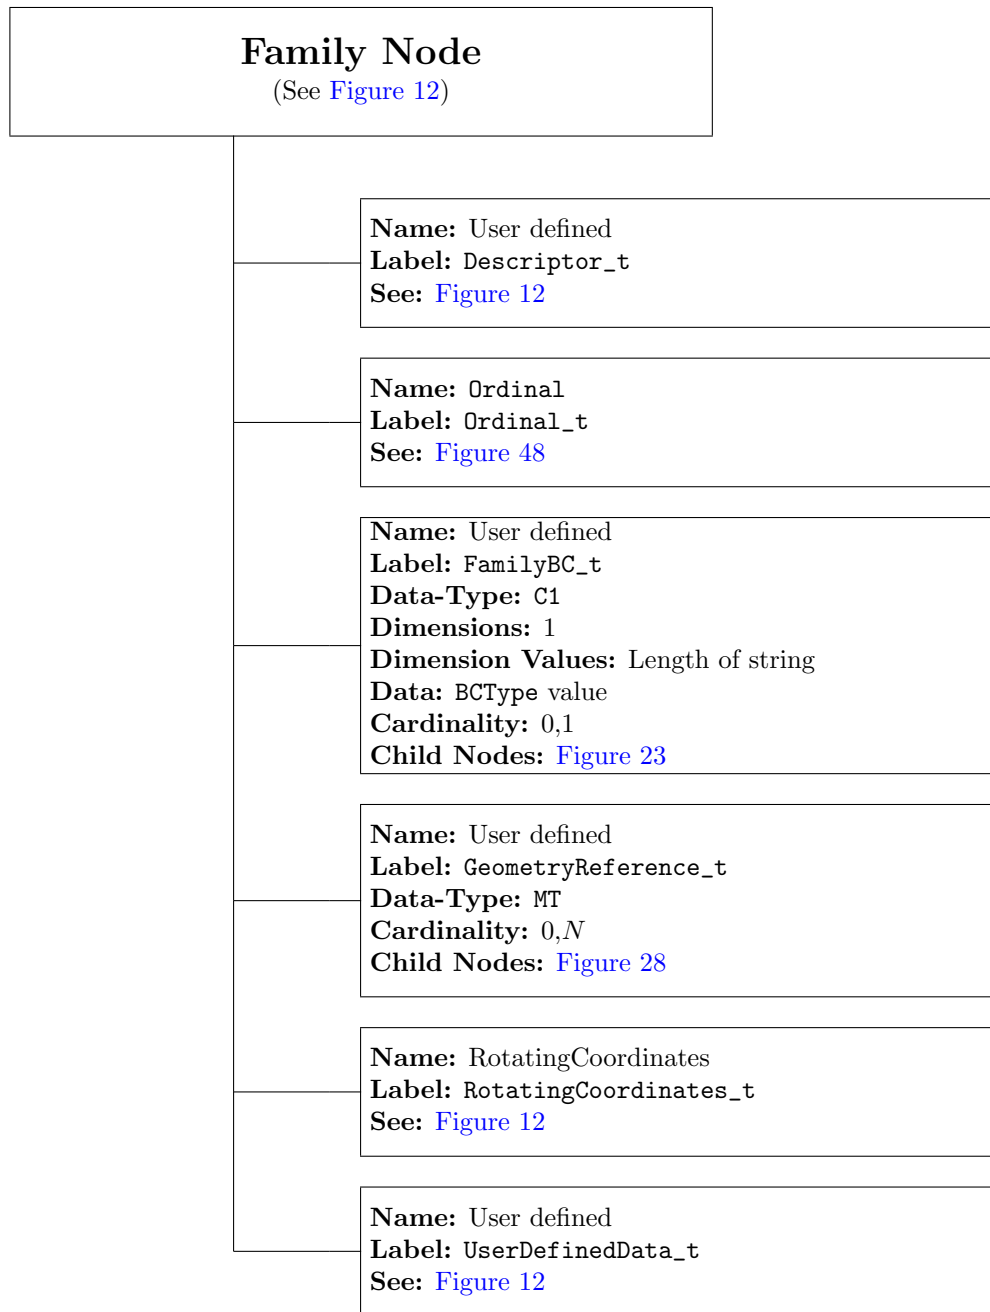 Family Node
(See Figure 12)
Name: User defined
Label: Descriptor_t
See: Figure 12
Name: Ordinal
Label: Ordinal_t
See: Figure 48
Name: User defined
Label: FamilyBC_t
Data-Type: C1
Dimensions: 1
Dimension Values: Length of string
Data: BCType value
Cardinality: 0,1
Child Nodes: Figure 23
Name: User defined
Label: GeometryReference_t
Data-Type: MT
Cardinality: 0,N
Child Nodes: Figure 28
Name: RotatingCoordinates
Label: RotatingCoordinates_t
See: Figure 12
Name: User defined
Label: UserDefinedData_t
See: Figure 12